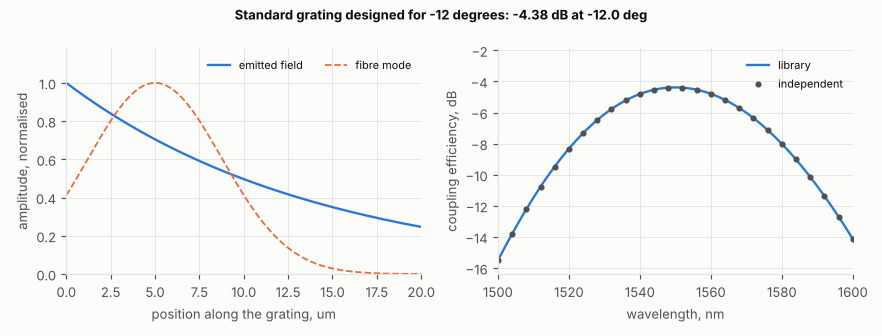 Standard grating designed for -12 degrees: -4.38 dB at -12.0 deg
emitted field
fibre mode
amplitude, normalised
1.0
0.8
0.6
0.4
0.2
0.0
0.0 2.5 5.0 7.5 10.0 12.5 15.0 17.5 20.0
position along the grating, um
library
independent
coupling efficiency, dB
−2
−4
−6
−8
−10
−12
−14
−16
1500 1520 1540 1560 1580 1600
wavelength, nm